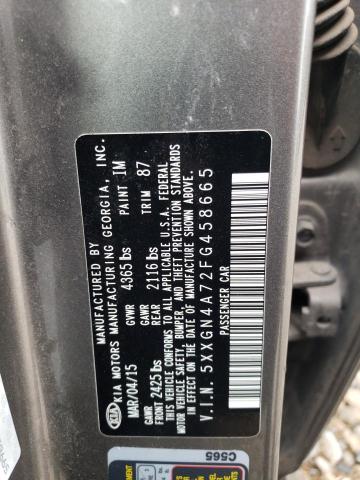 MANUFACTURED BY
KIA KIA MOTORS MANUFACTURING GEORGIA, INC.
MAR/04/15 GVWR 4365 lbs PAINT IM
GAWR FRONT 2425 lbs GAWR REAR 2116 lbs TRIM 87
THIS VEHICLE CONFORMS TO ALL APPLICABLE U.S.A. FEDERAL
VEHICLE SAFETY, BUMPER, AND THEFT PREVENTION STANDARDS
IN EFFECT ON THE DATE OF MANUFACTURE SHOWN ABOVE.
V.I.N. 5XXGN4A72FG458665
PASSENGER CAR
C565